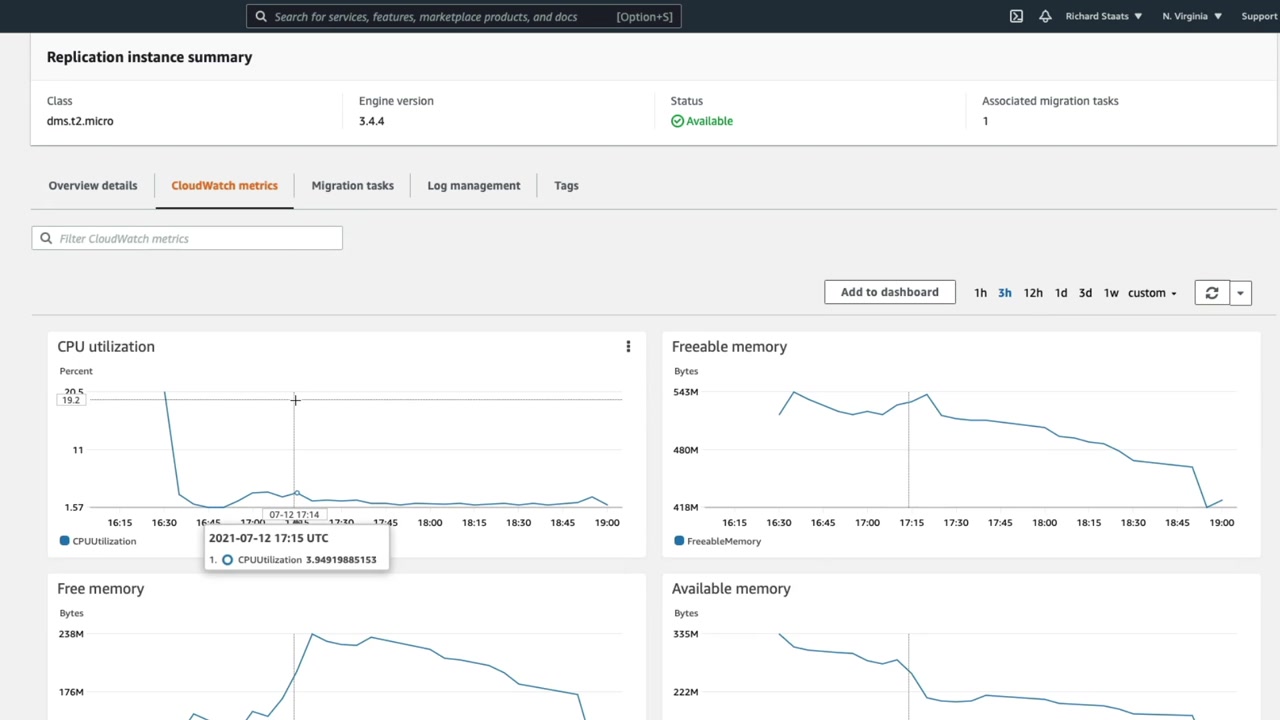 Search for services, features, marketplace products, and docs [Option+S] Richard Staats N. Virginia Support
Replication instance summary
Class Engine version Status Associated migration tasks
dms.t2.micro 3.4.4 Available 1
Overview details CloudWatch metrics Migration tasks Log management Tags
Filter CloudWatch metrics
Add to dashboard 1h 3h 12h 1d 3d 1w custom
CPU utilization
Percent
20.5
19.2
11
1.57
16:15 16:30 16:45 17:00 17:15 17:30 17:45 18:00 18:15 18:30 18:45 19:00
07-12 17:14
CPUUtilization
2021-07-12 17:15 UTC
1. CPUUtilization 3.94919885153
Freeable memory
Bytes
543M
480M
418M
16:15 16:30 16:45 17:00 17:15 17:30 17:45 18:00 18:15 18:30 18:45 19:00
FreeableMemory
Free memory
Bytes
238M
176M
Available memory
Bytes
335M
222M